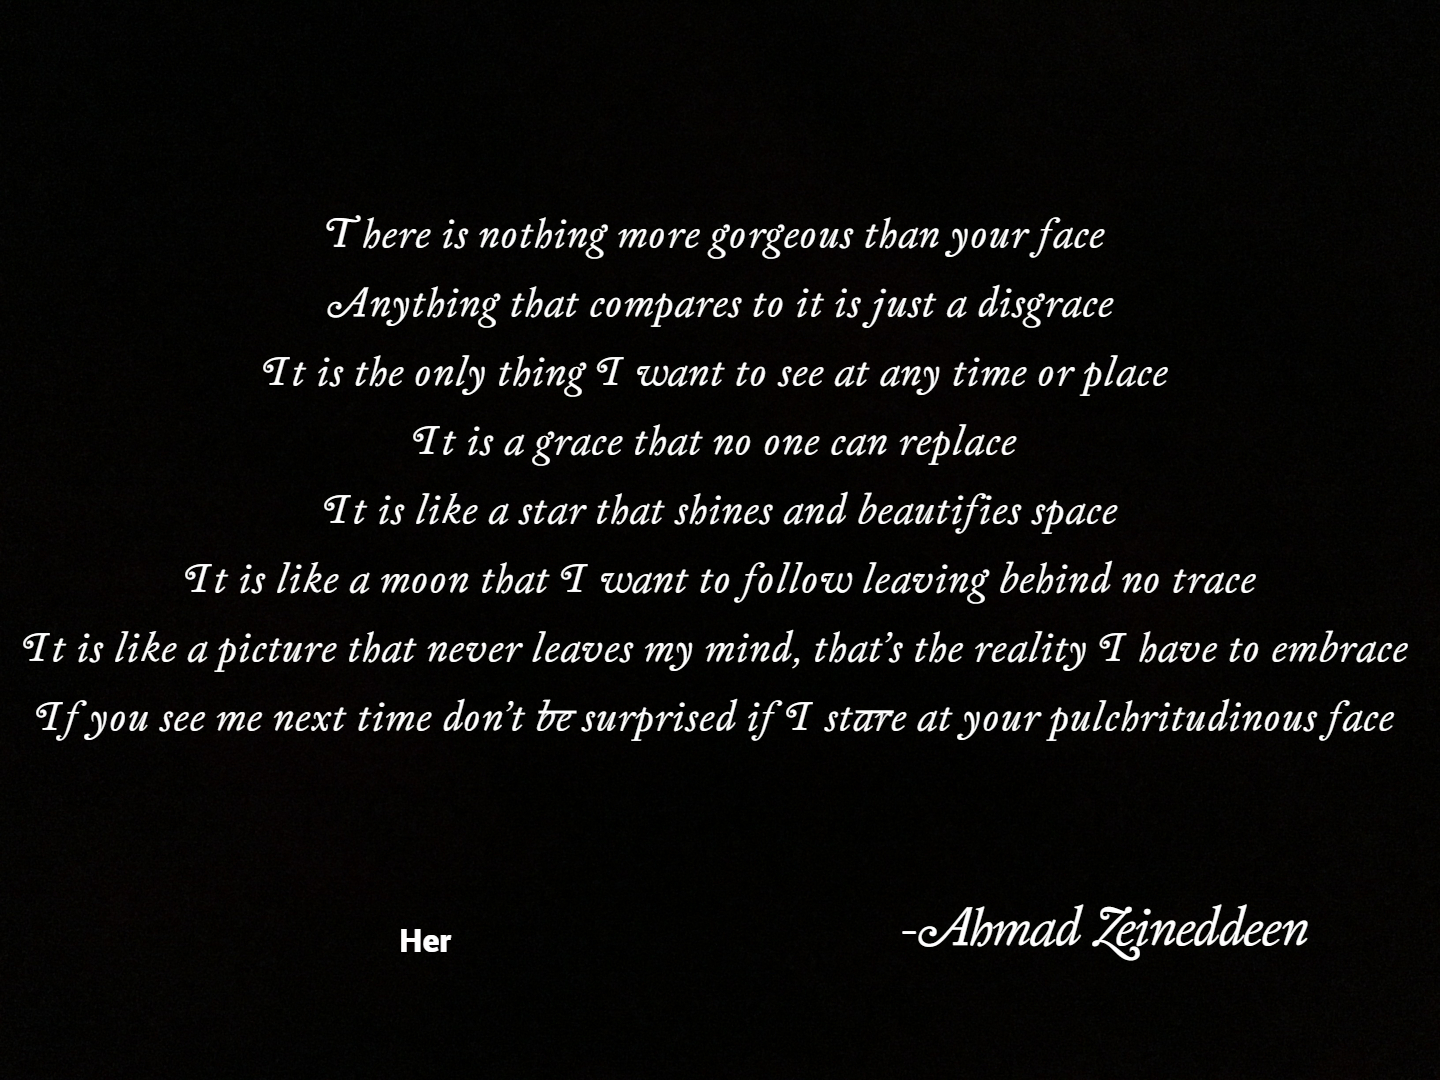 There is nothing more gorgeous than your face
Anything that compares to it is just a disgrace
It is the only thing I want to see at any time or place
It is a grace that no one can replace
It is like a star that shines and beautifies space
It is like a moon that I want to follow leaving behind no trace
It is like a picture that never leaves my mind, that's the reality I have to embrace
If you see me next time don't be surprised if I stare at your pulchritudinous face
Her
-Ahmad Zeineddeen